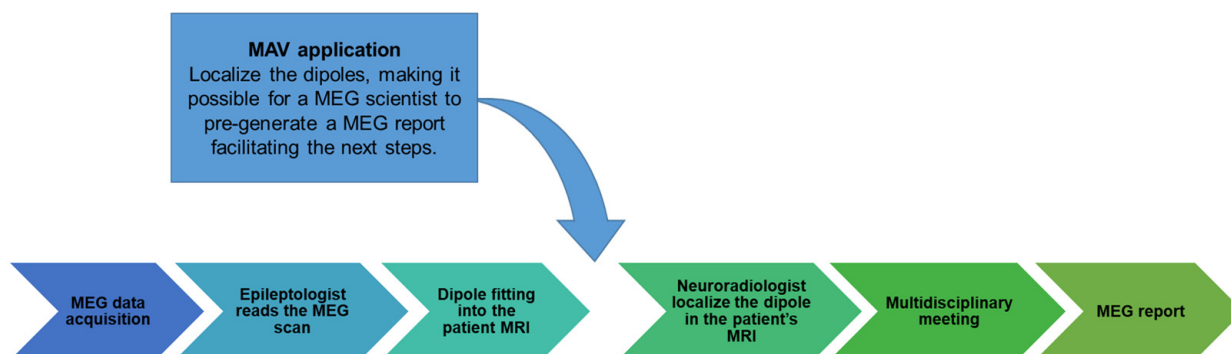 MAV application
Localize the dipoles, making it
possible for a MEG scientist to
pre-generate a MEG report
facilitating the next steps.
MEG data
acquisition
Epileptologist
reads the MEG
scan
Dipole fitting
into the
patient MRI
Neuroradiologist
localize the dipole
in the patient's
MRI
Multidisciplinary
meeting
MEG report